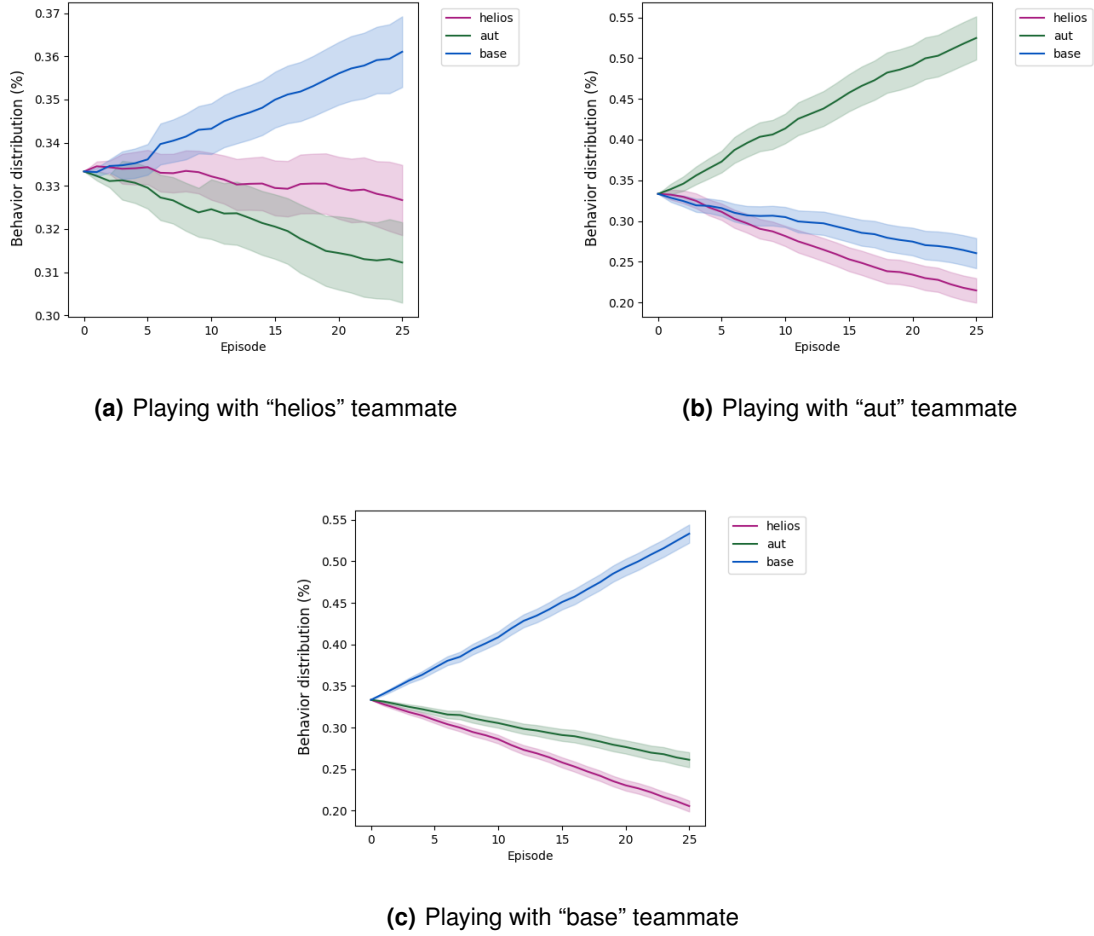 0.37
0.36
0.35
0.34
0.33
0.32
0.31
0.30
Behavior distribution (%)
0 5 10 15 20 25
Episode
helios
aut
base
(a) Playing with “helios” teammate
0.55
0.50
0.45
0.40
0.35
0.30
0.25
0.20
Behavior distribution (%)
0 5 10 15 20 25
Episode
helios
aut
base
(b) Playing with “aut” teammate
0.55
0.50
0.45
0.40
0.35
0.30
0.25
0.20
Behavior distribution (%)
0 5 10 15 20 25
Episode
helios
aut
base
(c) Playing with “base” teammate